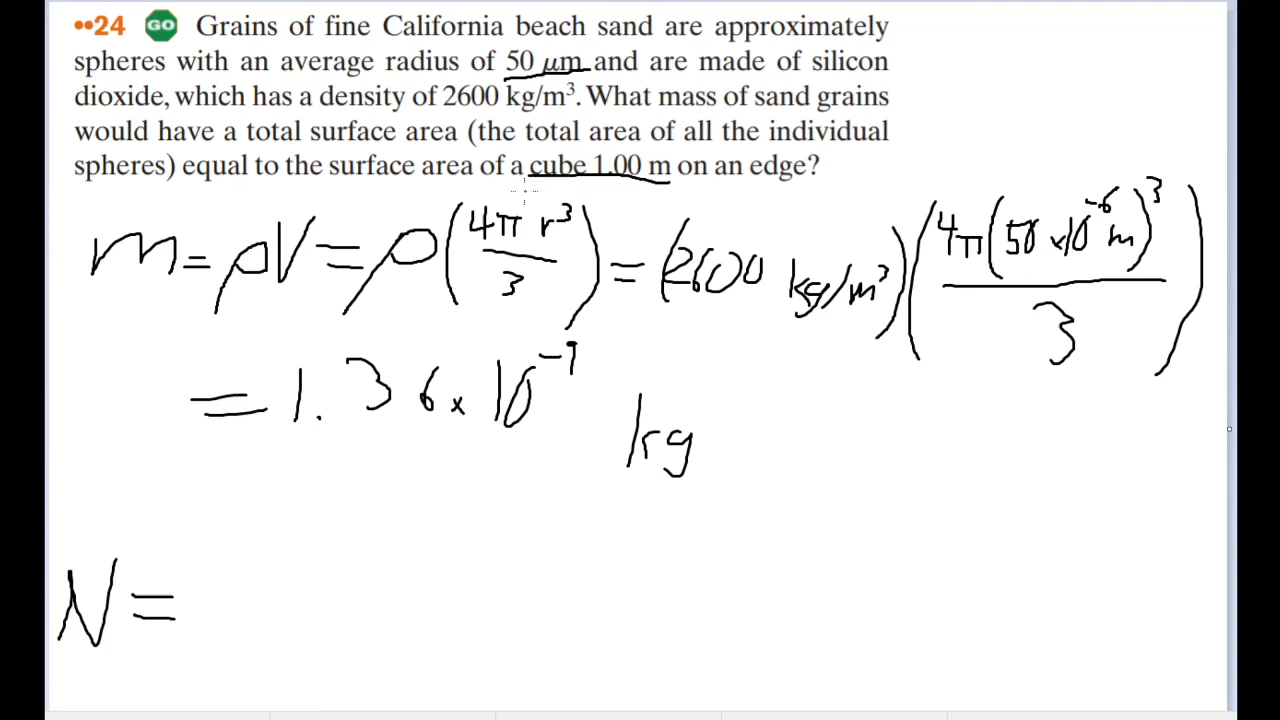 ••24 GO Grains of fine California beach sand are approximately
spheres with an average radius of 50 μm and are made of silicon
dioxide, which has a density of 2600 kg/m³. What mass of sand grains
would have a total surface area (the total area of all the individual
spheres) equal to the surface area of a cube 1.00 m on an edge?
m = ρV = ρ(4π r³/3) = (2600 kg/m³)(4π(50 × 10⁻⁶ m)³/3)
= 1.36 × 10⁻⁹ kg
N =